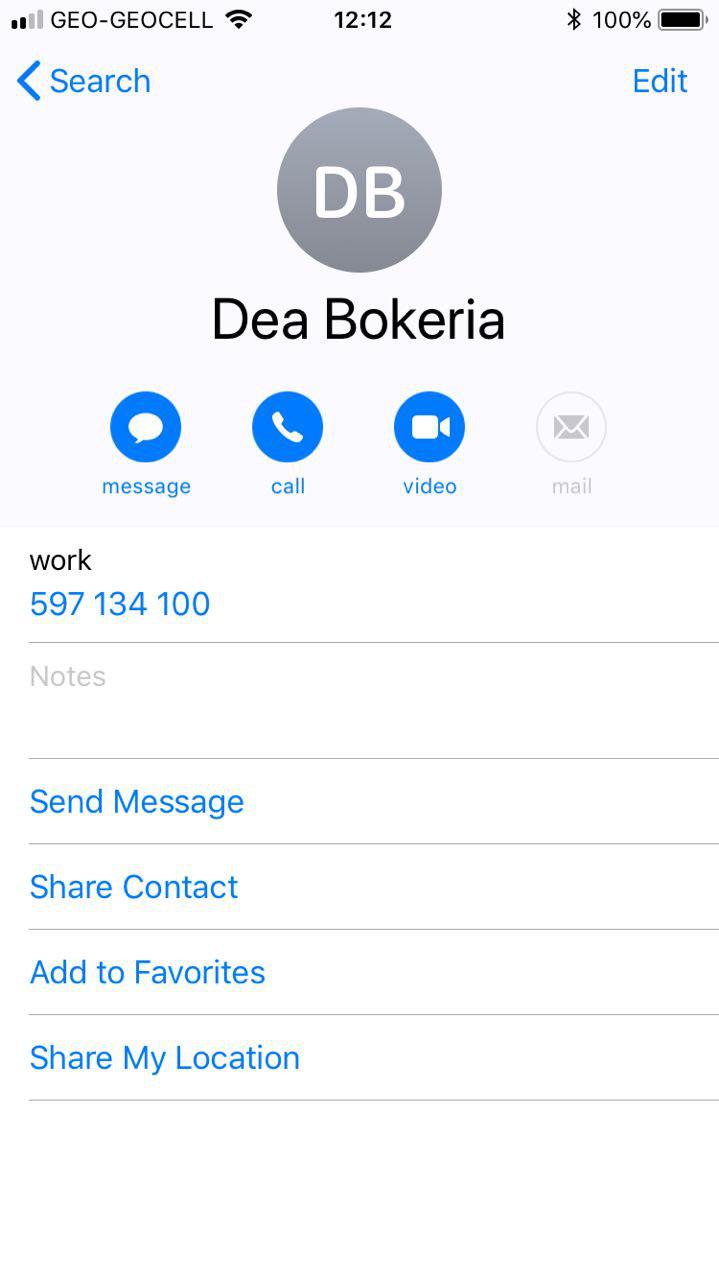 GEO-GEOCELL 12:12 100%
Search Edit
DB
Dea Bokeria
message call video mail
work
597 134 100
Notes
Send Message
Share Contact
Add to Favorites
Share My Location